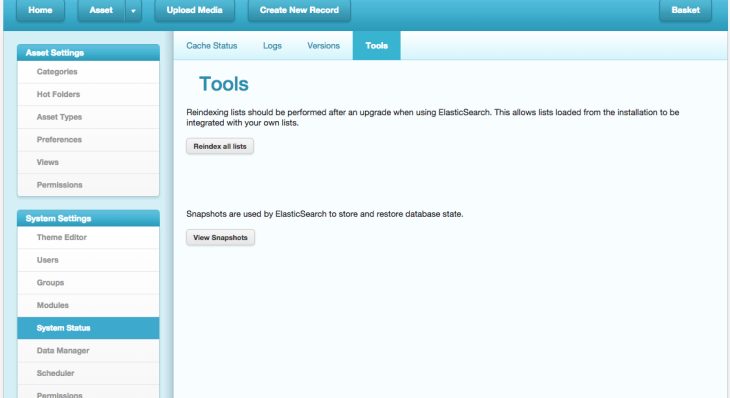 Home Asset Upload Media Create New Record Basket
Asset Settings
Categories
Hot Folders
Asset Types
Preferences
Views
Permissions
System Settings
Theme Editor
Users
Groups
Modules
System Status
Data Manager
Scheduler
Permissions
Cache Status Logs Versions Tools
Tools
Reindexing lists should be performed after an upgrade when using ElasticSearch. This allows lists loaded from the installation to be
integrated with your own lists.
Reindex all lists
Snapshots are used by ElasticSearch to store and restore database state.
View Snapshots